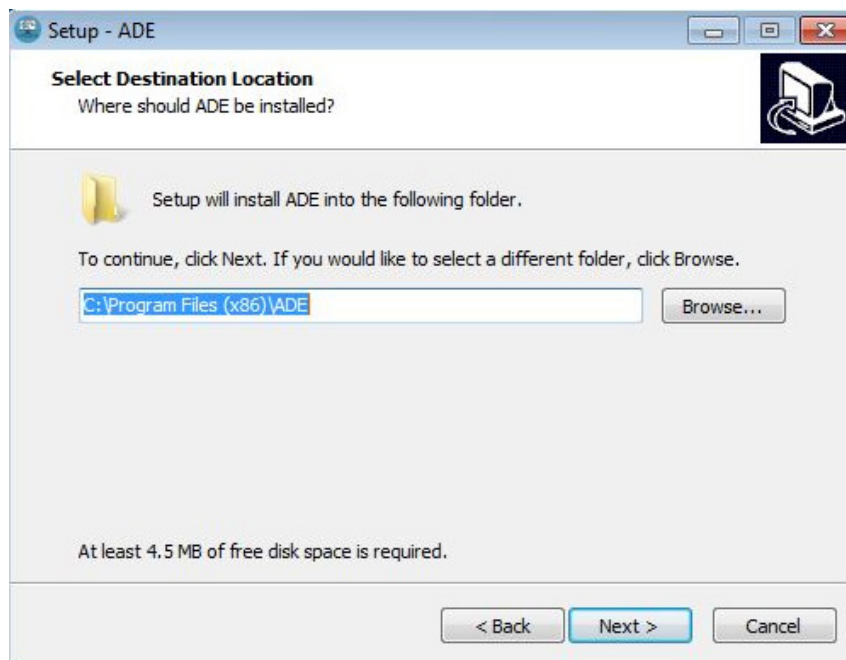 Setup - ADE
Select Destination Location
Where should ADE be installed?
Setup will install ADE into the following folder.
To continue, click Next. If you would like to select a different folder, click Browse.
C:\Program Files (x86)\ADE
Browse...
At least 4.5 MB of free disk space is required.
< Back
Next >
Cancel